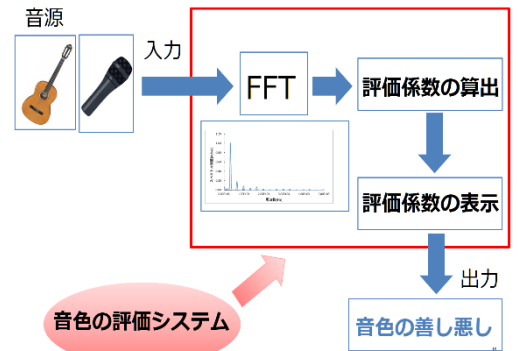 音源
入力
FFT
評価係数の算出
評価係数の表示
出力
音色の評価システム
音色の善し悪し